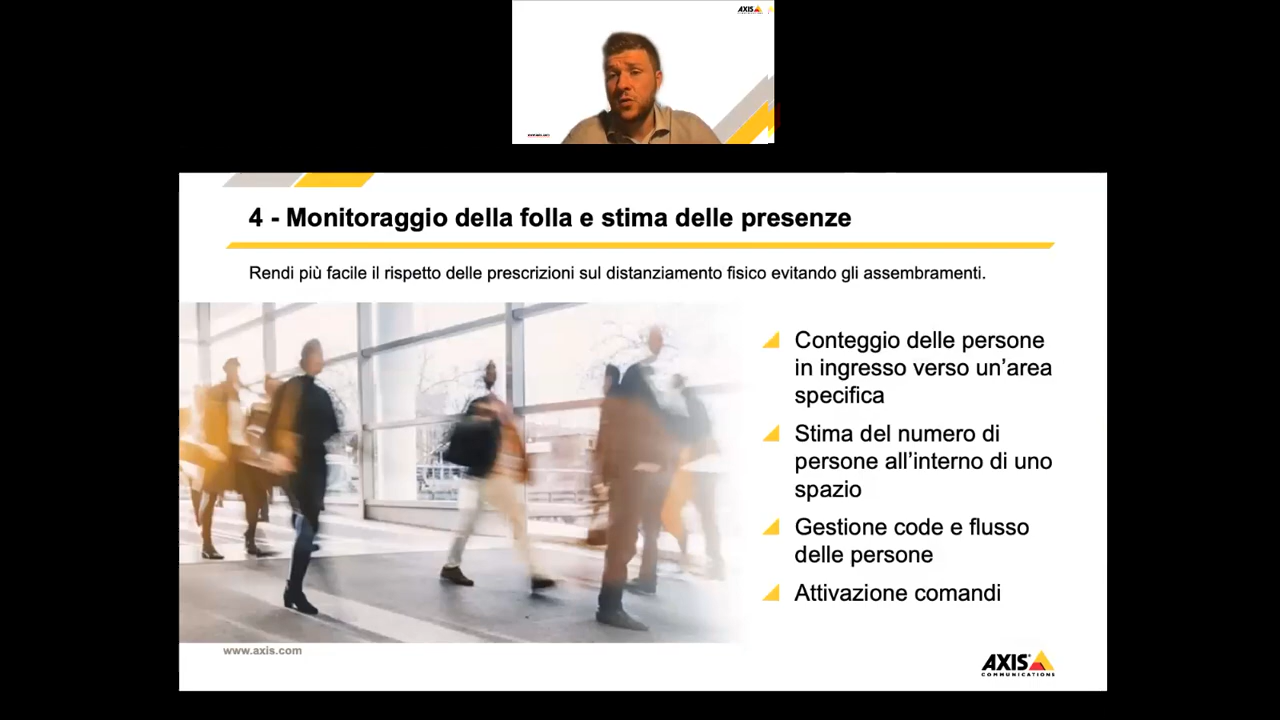 AXIS
COMMUNICATIONS
4 - Monitoraggio della folla e stima delle presenze
Rendi più facile il rispetto delle prescrizioni sul distanziamento fisico evitando gli assembramenti.
Conteggio delle persone
in ingresso verso un’area
specifica
Stima del numero di
persone all’interno di uno
spazio
Gestione code e flusso
delle persone
Attivazione comandi
www.axis.com
AXIS
COMMUNICATIONS